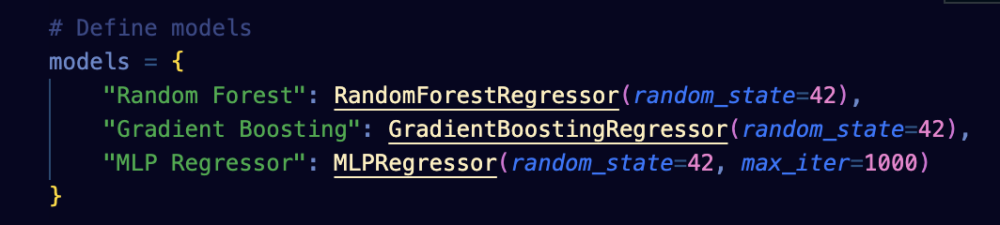 # Define models
models = {
    "Random Forest": RandomForestRegressor(random_state=42),
    "Gradient Boosting": GradientBoostingRegressor(random_state=42),
    "MLP Regressor": MLPRegressor(random_state=42, max_iter=1000)
}